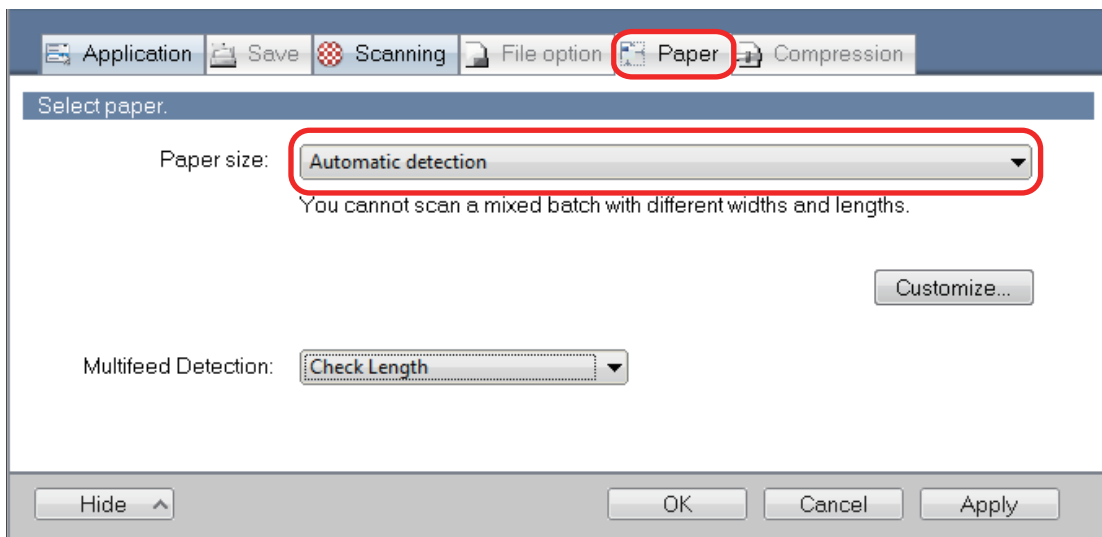 Application Save Scanning File option Paper Compression
Select paper.
Paper size: Automatic detection
You cannot scan a mixed batch with different widths and lengths.
Customize...
Multifeed Detection: Check Length
Hide OK Cancel Apply